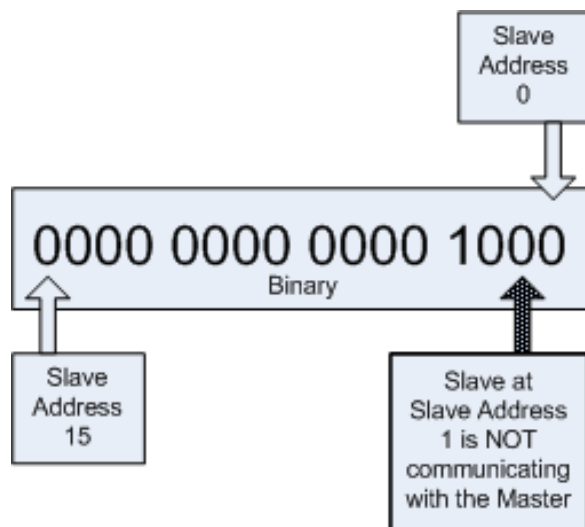 Slave
Address
0
0000 0000 0000 1000
Binary
Slave
Address
15
Slave at
Slave Address
1 is NOT
communicating
with the Master